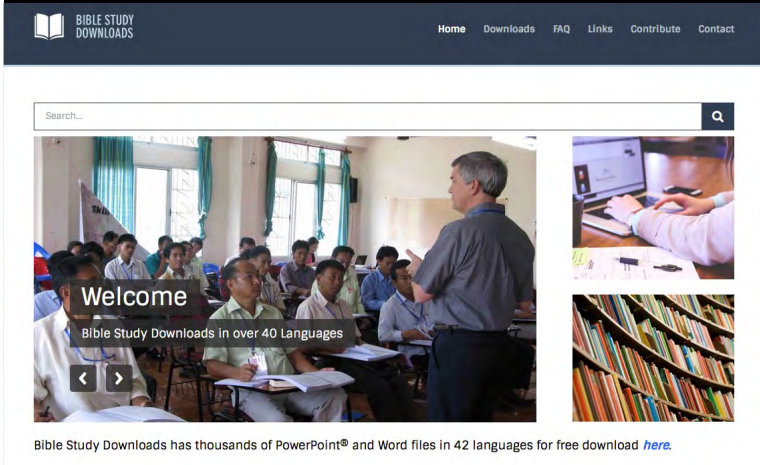 BIBLE STUDY
DOWNLOADS
Home Downloads FAQ Links Contribute Contact
Search...
Welcome
Bible Study Downloads in over 40 Languages
Bible Study Downloads has thousands of PowerPoint® and Word files in 42 languages for free download here.